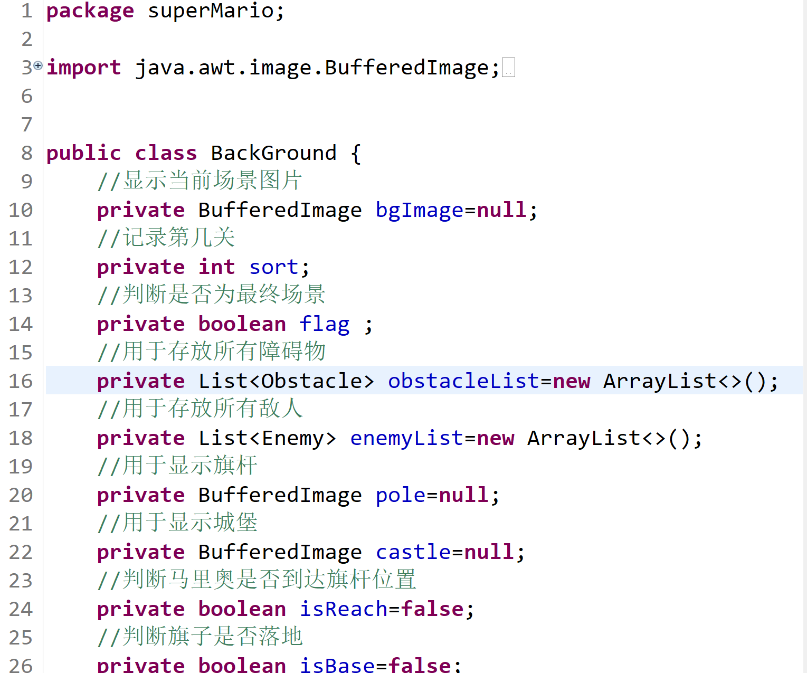 1 package superMario;
2
3 import java.awt.image.BufferedImage;
6
7
8 public class BackGround {
9 //显示当前场景图片
10 private BufferedImage bgImage=null;
11 //记录第几关
12 private int sort;
13 //判断是否为最终场景
14 private boolean flag ;
15 //用于存放所有障碍物
16 private List<Obstacle> obstacleList=new ArrayList<>();
17 //用于存放所有敌人
18 private List<Enemy> enemyList=new ArrayList<>();
19 //用于显示旗杆
20 private BufferedImage pole=null;
21 //用于显示城堡
22 private BufferedImage castle=null;
23 //判断马里奥是否到达旗杆位置
24 private boolean isReach=false;
25 //判断旗子是否落地
26 private boolean isBase=false;